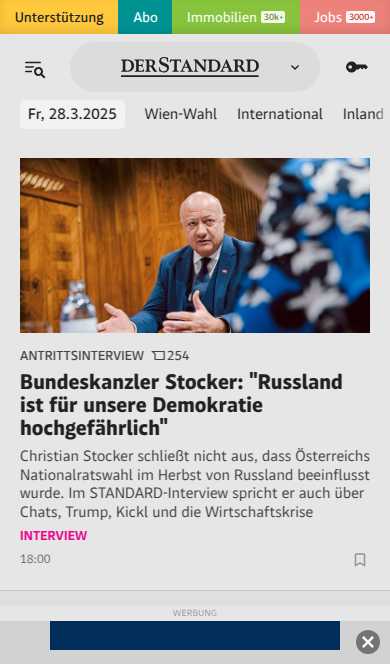 Unterstützung Abo Immobilien 30k+ Jobs 3000+
DERSTANDARD
Fr, 28.3.2025 Wien-Wahl International Inland
ANTRITTSINTERVIEW 254
Bundeskanzler Stocker: "Russland
ist für unsere Demokratie
hochgefährlich"
Christian Stocker schließt nicht aus, dass Österreichs
Nationalratswahl im Herbst von Russland beeinflusst
wurde. Im STANDARD-Interview spricht er auch über
Chats, Trump, Kickl und die Wirtschaftskrise
INTERVIEW
18:00
WERBUNG